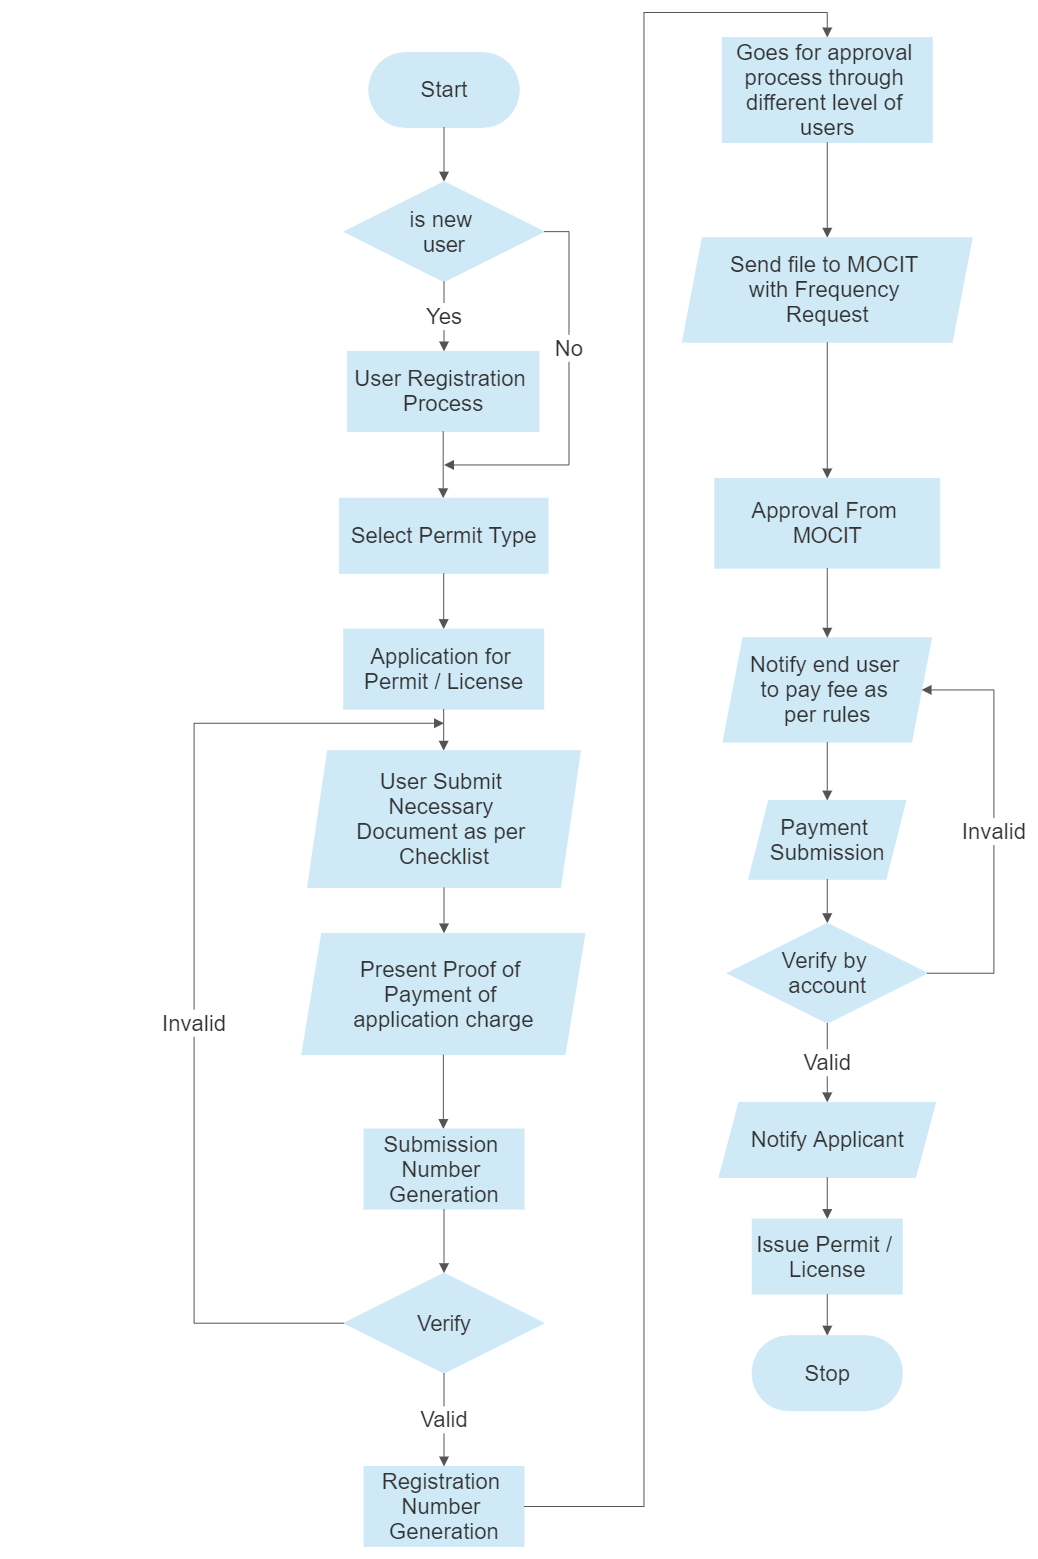 Start
is new
user
Yes
No
User Registration
Process
Select Permit Type
Application for
Permit / License
User Submit
Necessary
Document as per
Checklist
Present Proof of
Payment of
application charge
Invalid
Submission
Number
Generation
Verify
Valid
Registration
Number
Generation
Goes for approval
process through
different level of
users
Send file to MOCIT
with Frequency
Request
Approval From
MOCIT
Notify end user
to pay fee as
per rules
Payment
Submission
Invalid
Verify by
account
Valid
Notify Applicant
Issue Permit /
License
Stop